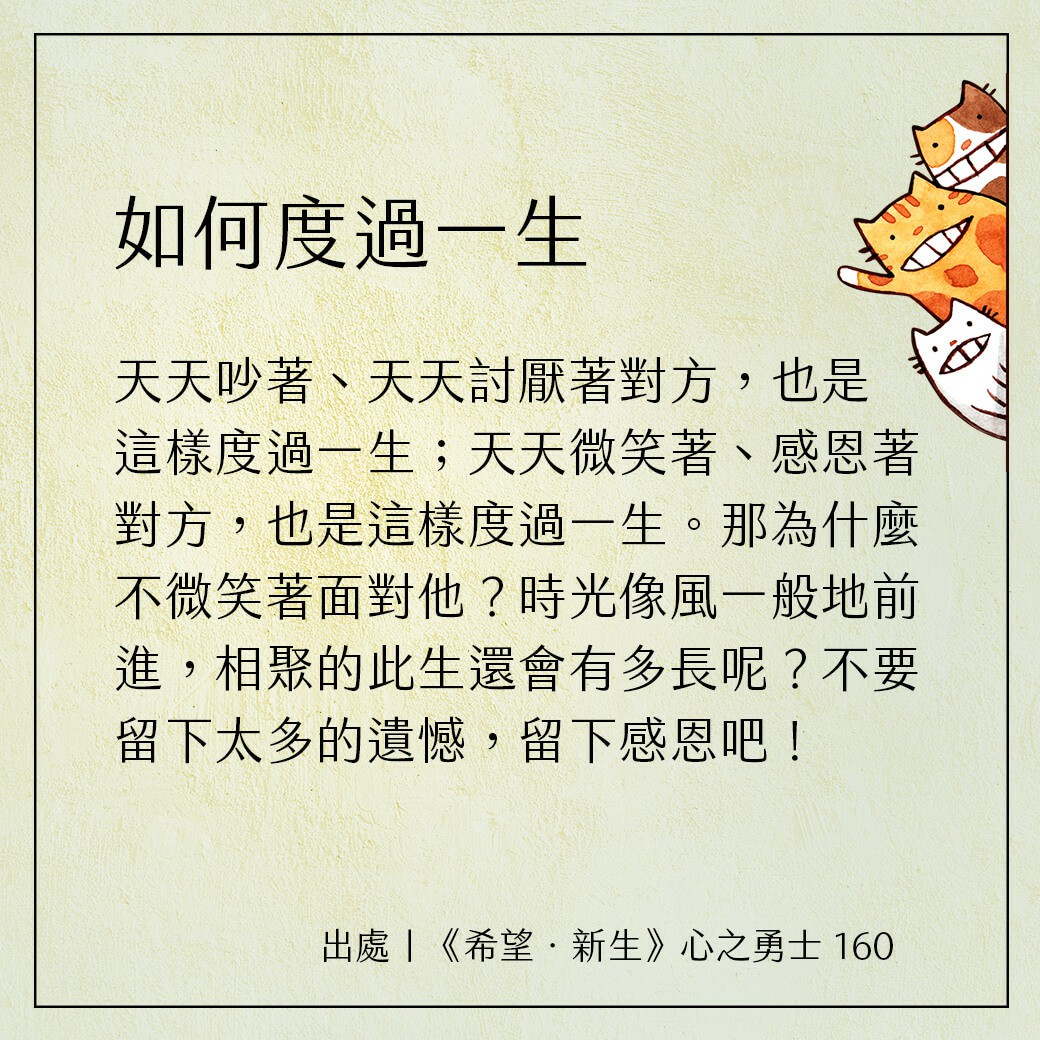 如何度過一生
天天吵著、天天討厭著對方，也是
這樣度過一生；天天微笑著、感恩著
對方，也是這樣度過一生。那為什麼
不微笑著面對他？時光像風一般地前
進，相聚的此生還會有多長呢？不要
留下太多的遺憾，留下感恩吧！
出處｜《希望．新生》心之勇士 160